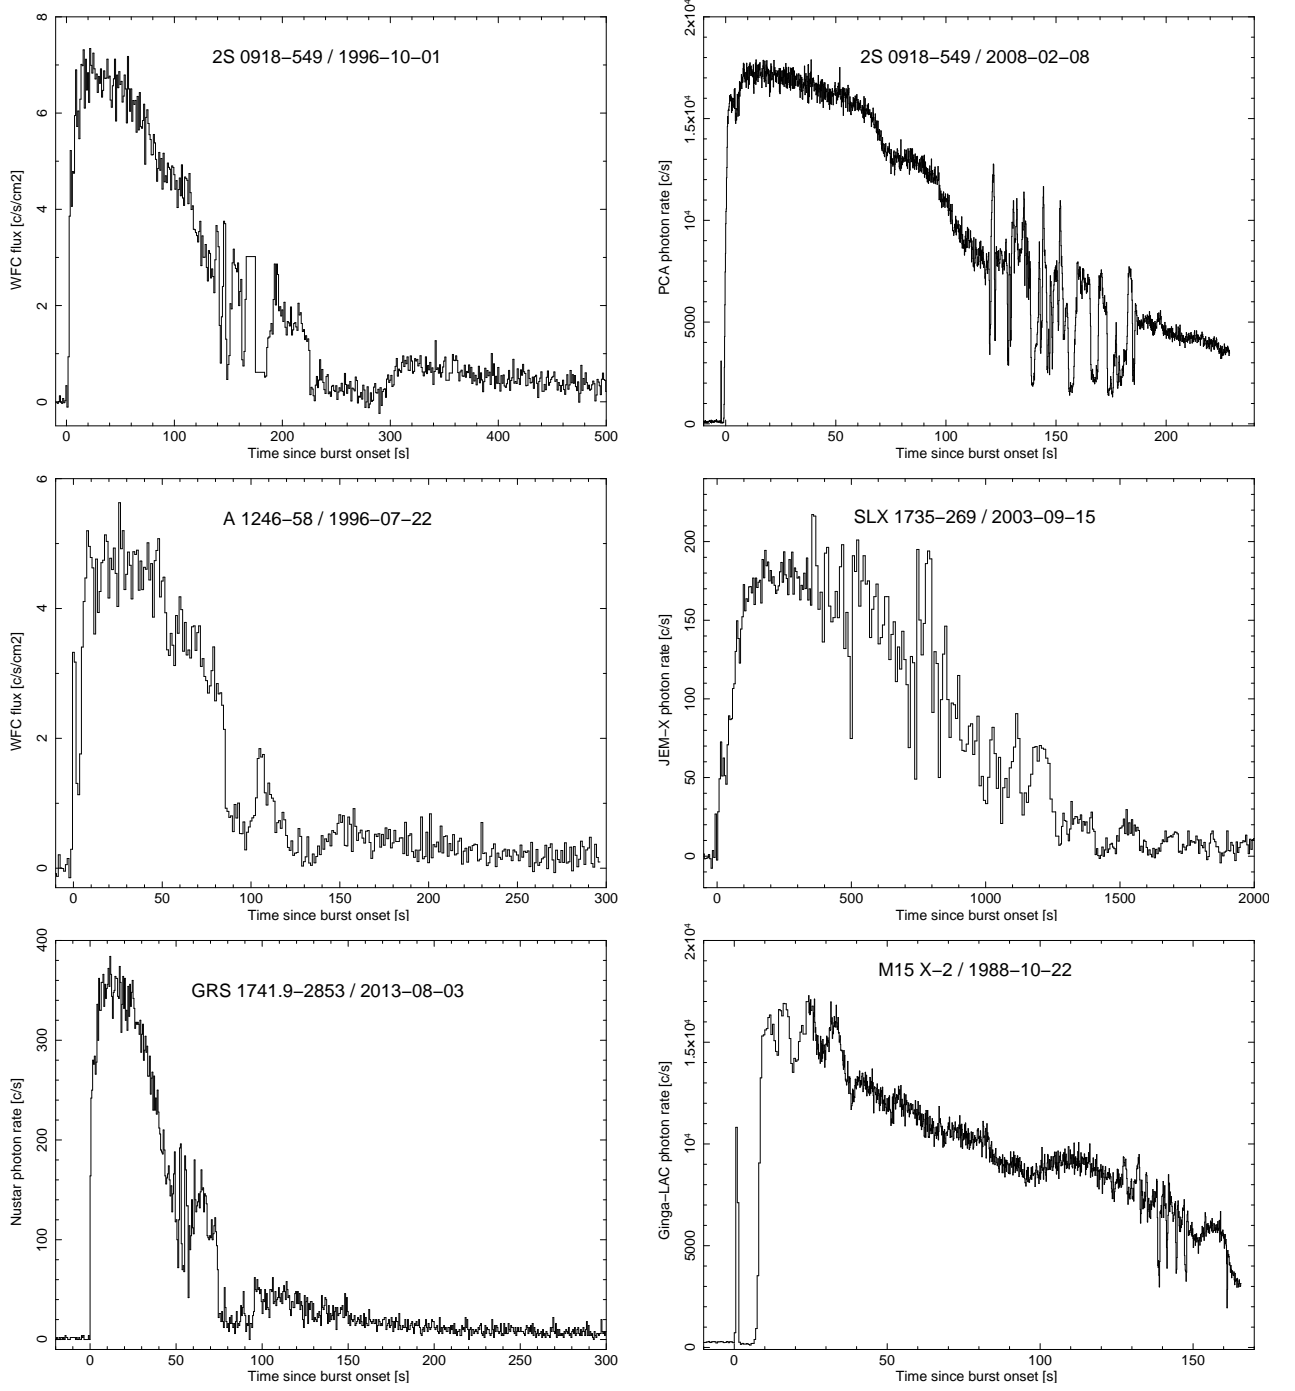 2S 0918−549 / 1996−10−01
WFC flux [c/s/cm2]
0 2 4 6 8
0 100 200 300 400 500
Time since burst onset [s]
2S 0918−549 / 2008−02−08
PCA photon rate [c/s]
0 5000 10⁴ 1.5×10⁴ 2×10⁴
0 50 100 150 200
Time since burst onset [s]
A 1246−58 / 1996−07−22
WFC flux [c/s/cm2]
0 2 4 6
0 50 100 150 200 250 300
Time since burst onset [s]
SLX 1735−269 / 2003−09−15
JEM−X photon rate [c/s]
0 50 100 150 200
0 500 1000 1500 2000
Time since burst onset [s]
GRS 1741.9−2853 / 2013−08−03
Nustar photon rate [c/s]
0 100 200 300 400
0 50 100 150 200 250 300
Time since burst onset [s]
M15 X−2 / 1988−10−22
Ginga−LAC photon rate [c/s]
0 5000 10⁴ 1.5×10⁴ 2×10⁴
0 50 100 150
Time since burst onset [s]